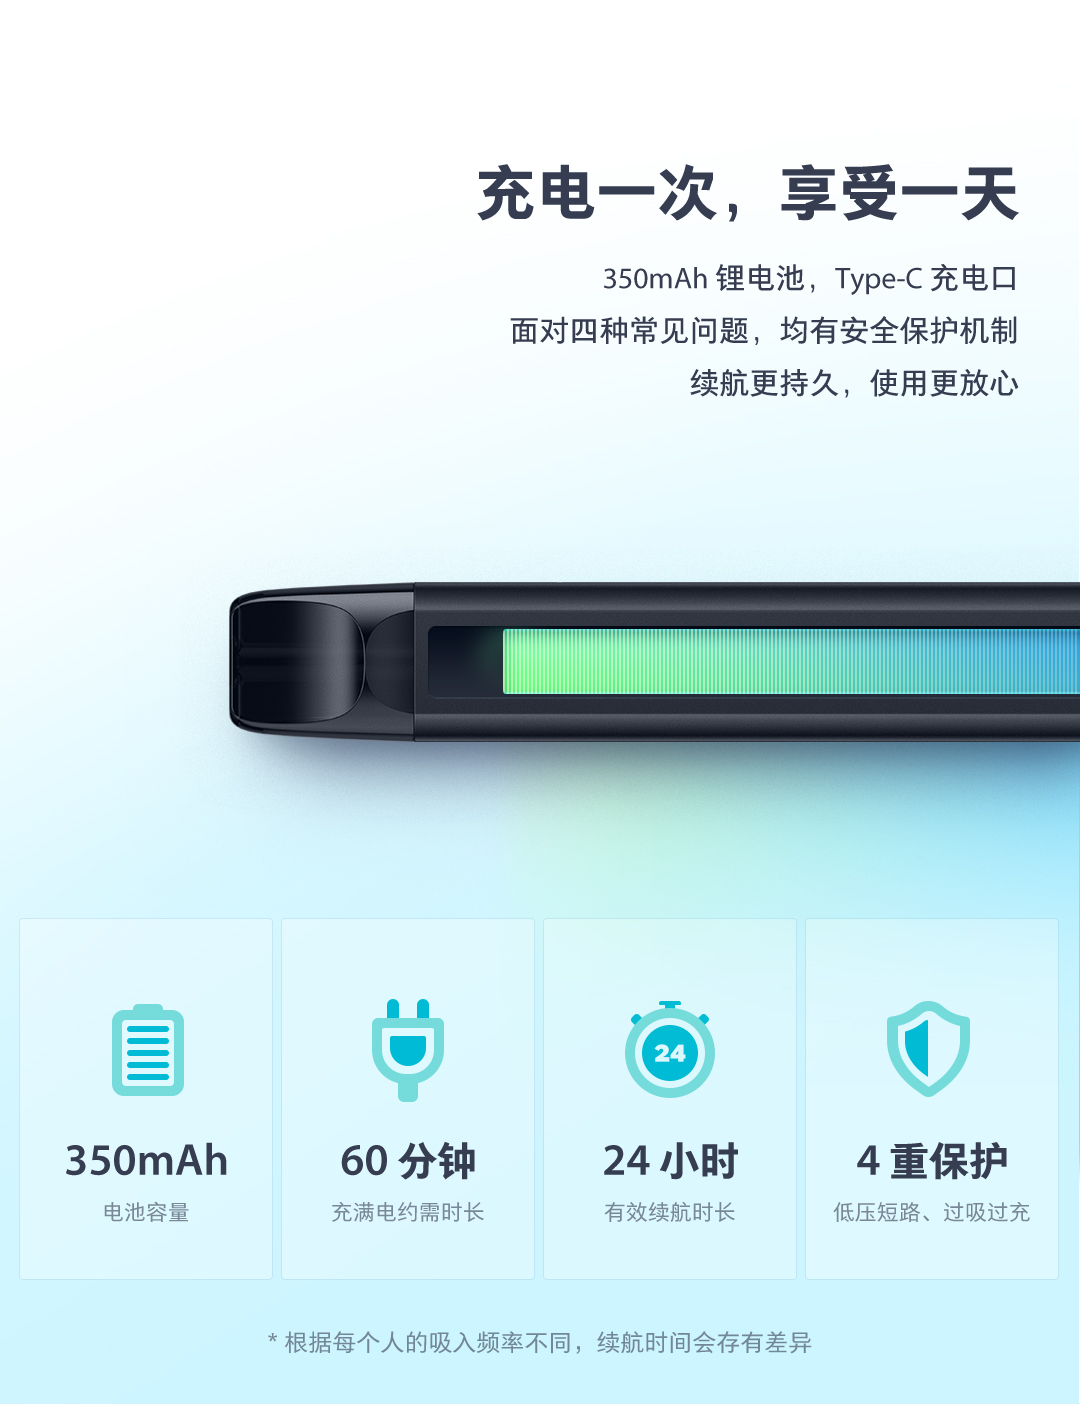 充电一次，享受一天
350mAh 锂电池，Type-C 充电口
面对四种常见问题，均有安全保护机制
续航更持久，使用更放心
24
350mAh
电池容量
60 分钟
充满电约需时长
24 小时
有效续航时长
4 重保护
低压短路、过吸过充
* 根据每个人的吸入频率不同，续航时间会存有差异